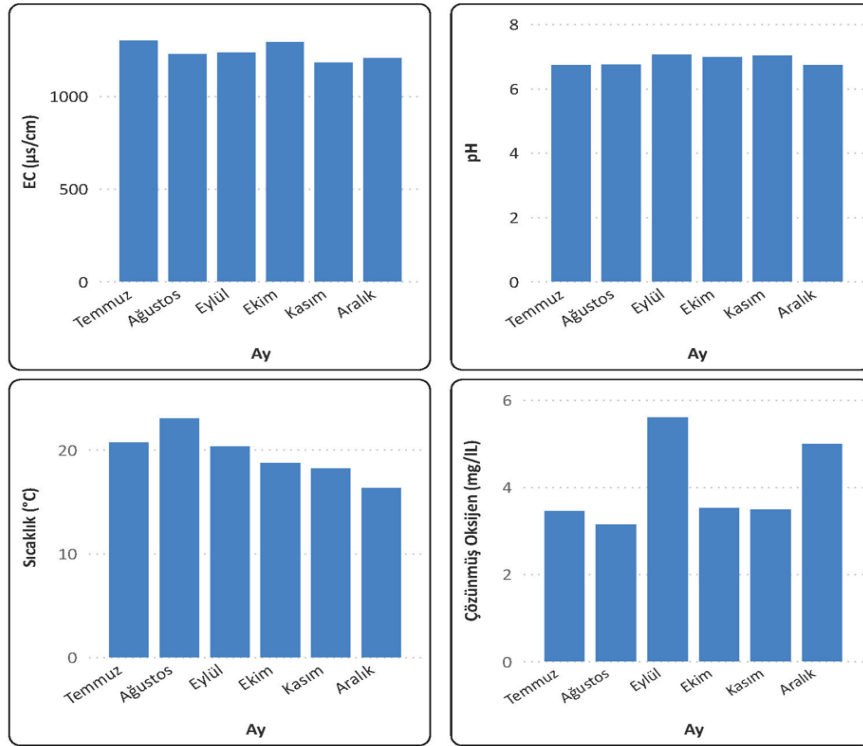 EC (µs/cm)
1000
500
0
Temmuz
Ağustos
Eylül
Ekim
Kasım
Aralık
Ay
pH
8
6
4
2
0
Temmuz
Ağustos
Eylül
Ekim
Kasım
Aralık
Ay
Sıcaklık (°C)
20
10
0
Temmuz
Ağustos
Eylül
Ekim
Kasım
Aralık
Ay
Çözünmüş Oksijen (mg/IL)
6
4
2
0
Temmuz
Ağustos
Eylül
Ekim
Kasım
Aralık
Ay